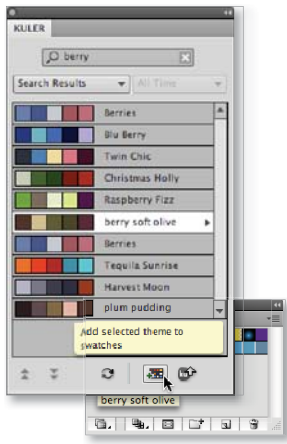 KULER
berry
Search Results
All Time
Berries
Blu Berry
Twin Chic
Christmas Holly
Raspberry Fizz
berry soft olive
Berries
Tequila Sunrise
Harvest Moon
plum pudding
Add selected theme to
swatches
berry soft olive